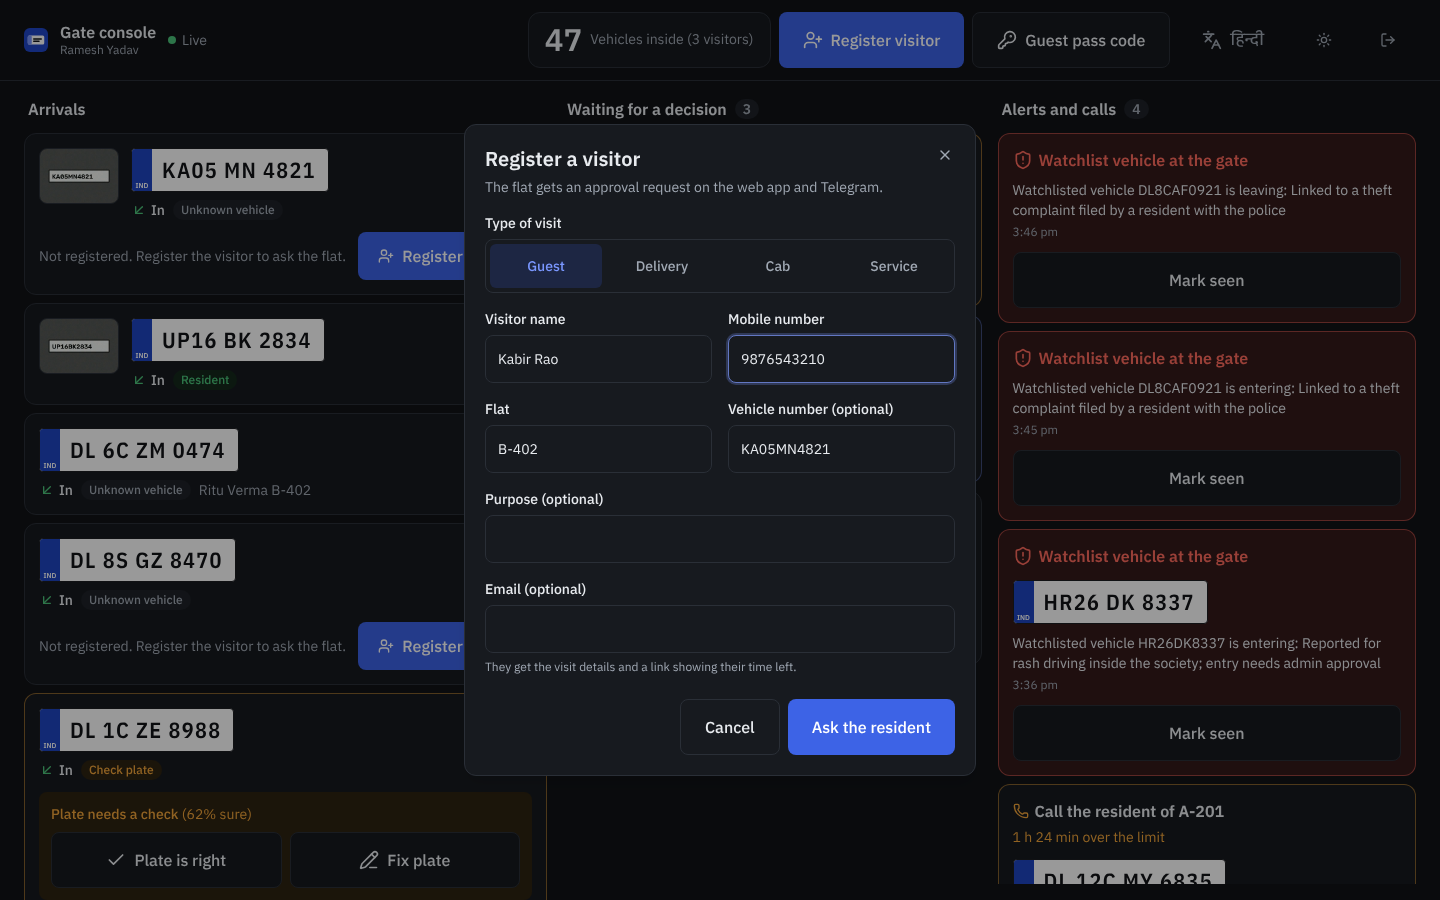 Gate console
Ramesh Yadav
Live
47 Vehicles inside (3 visitors)
Register visitor
Guest pass code
हिन्दी
Arrivals
KA05MN4821
IND
KA05 MN 4821
In
Unknown vehicle
Not registered. Register the visitor to ask the flat.
Register
UP16BK2834
IND
UP16 BK 2834
In
Resident
IND
DL 6C ZM 0474
In
Unknown vehicle
Ritu Verma B-402
IND
DL 8S GZ 8470
In
Unknown vehicle
Not registered. Register the visitor to ask the flat.
Register
IND
DL 1C ZE 8988
In
Check plate
Plate needs a check (62% sure)
Plate is right
Fix plate
Waiting for a decision 3
Register a visitor
The flat gets an approval request on the web app and Telegram.
Type of visit
Guest
Delivery
Cab
Service
Visitor name
Mobile number
Kabir Rao
9876543210
Flat
Vehicle number (optional)
B-402
KA05MN4821
Purpose (optional)
Email (optional)
They get the visit details and a link showing their time left.
Cancel
Ask the resident
Alerts and calls 4
Watchlist vehicle at the gate
Watchlisted vehicle DL8CAF0921 is leaving: Linked to a theft
complaint filed by a resident with the police
3:46 pm
Mark seen
Watchlist vehicle at the gate
Watchlisted vehicle DL8CAF0921 is entering: Linked to a theft
complaint filed by a resident with the police
3:45 pm
Mark seen
Watchlist vehicle at the gate
IND
HR26 DK 8337
Watchlisted vehicle HR26DK8337 is entering: Reported for
rash driving inside the society; entry needs admin approval
3:36 pm
Mark seen
Call the resident of A-201
1 h 24 min over the limit
DL 12C MY 6835